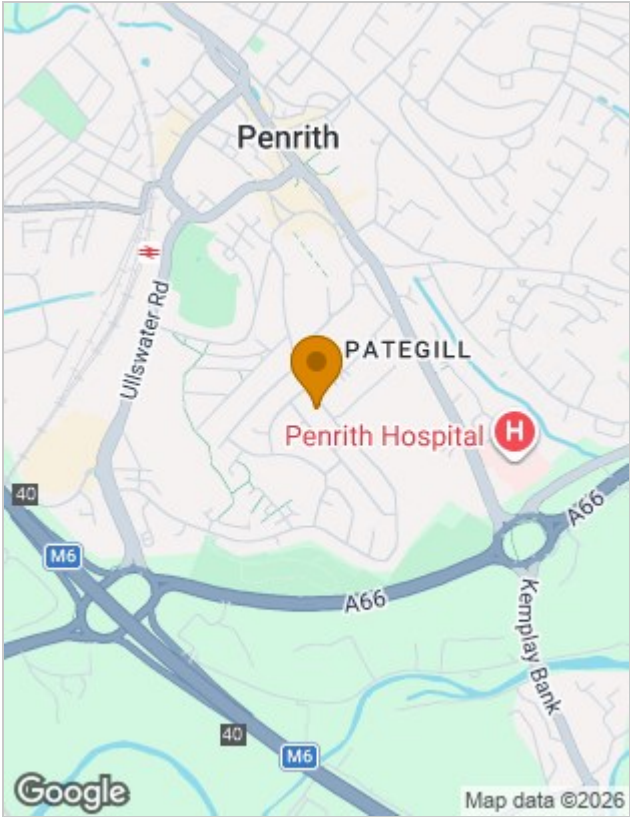 Penrith
Ullswater Rd
PATEGILL
Penrith Hospital
H
40
A66
M6
A66
Kemplay Bank
40
M6
Google
Map data ©2026